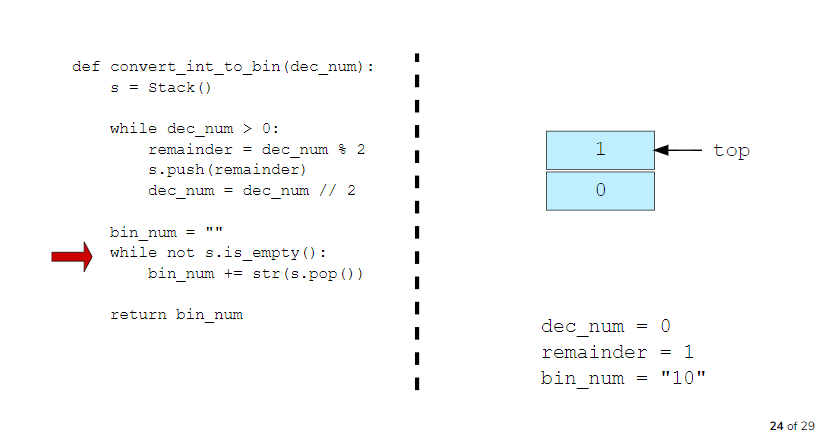 def convert_int_to_bin(dec_num):
s = Stack()
while dec_num > 0:
remainder = dec_num % 2
s.push(remainder)
dec_num = dec_num // 2
bin_num = ""
while not s.is_empty():
bin_num += str(s.pop())
return bin_num
1
top
0
dec_num = 0
remainder = 1
bin_num = "10"
24 of 29